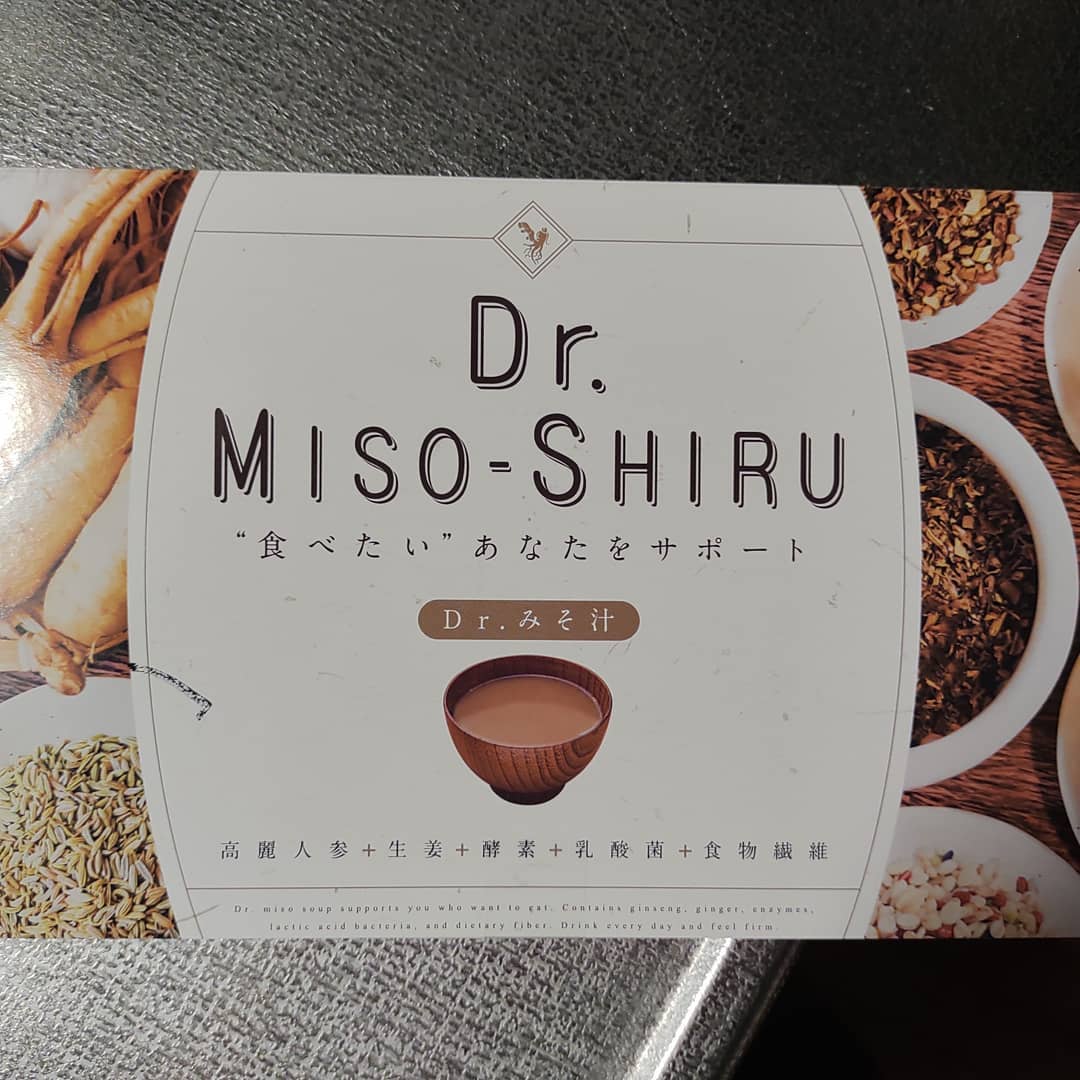 Dr.
MISO-SHIRU
“食べたい”あなたをサポート
Dr.みそ汁
高麗人参+生姜+酵素+乳酸菌+食物繊維
Dr. miso soup supports you who want to eat. Contains ginseng, ginger, enzymes,
lactic acid bacteria, and dietary fiber. Drink every day and feel firm.